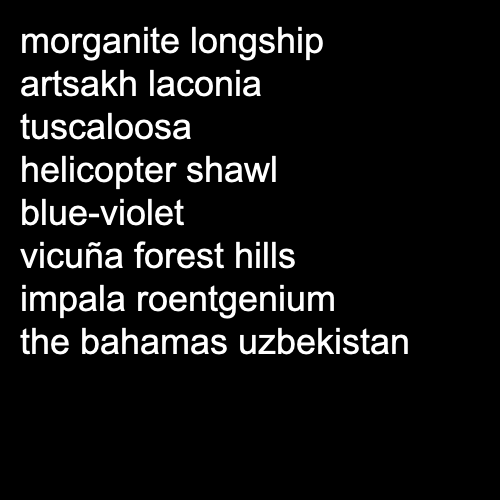 morganite longship
artsakh laconia
tuscaloosa
helicopter shawl
blue-violet
vicuña forest hills
impala roentgenium
the bahamas uzbekistan